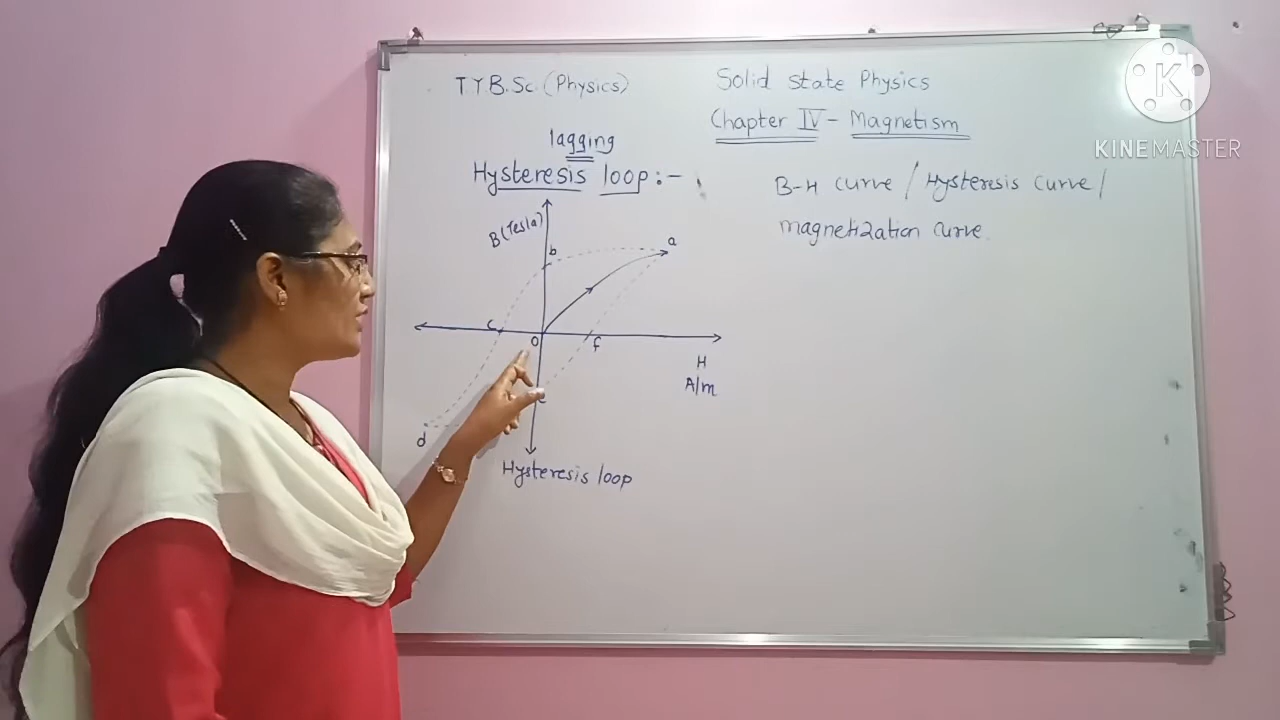 T.Y B.Sc. (Physics)
Solid state Physics
Chapter IV - Magnetism
lagging
Hysteresis loop :-
B-H curve / Hysteresis curve /
magnetization curve.
B (Tesla)
b
a
c
O
f
H
A/m
e
d
Hysteresis loop
K
KINEMASTER